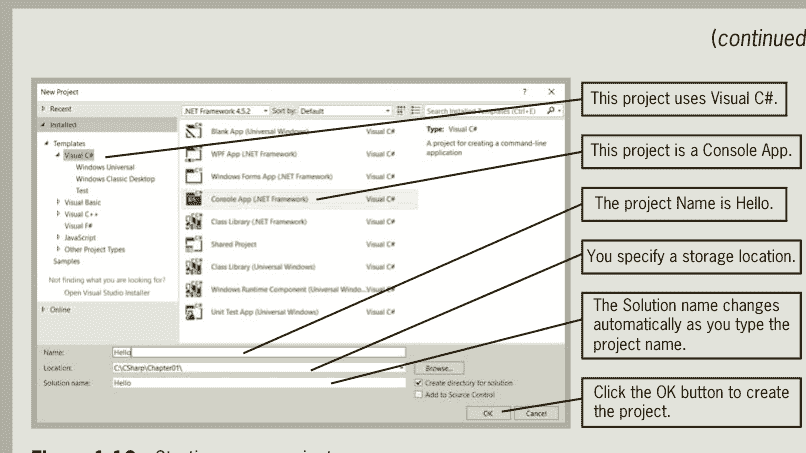 (continued
New Project
? ×
Recent
.NET Framework 4.5.2 Sort by: Default
Search Installed Templates (Ctrl+E)
Installed
Templates
Visual C#
Windows Universal
Windows Classic Desktop
Test
Visual Basic
Visual C++
Visual F#
JavaScript
Other Project Types
Samples
Not finding what you are looking for?
Open Visual Studio Installer
Online
Blank App (Universal Windows) Visual C#
WPF App (.NET Framework) Visual C#
Windows Forms App (.NET Framework) Visual C#
Console App (.NET Framework) Visual C#
Class Library (.NET Framework) Visual C#
Shared Project Visual C#
Class Library (Universal Windows) Visual C#
Windows Runtime Component (Universal Windo... Visual C#
Unit Test App (Universal Windows) Visual C#
Type: Visual C#
A project for creating a command-line
application
Name: Hello
Location: C:\CSharp\Chapter01\
Browse...
Solution name: Hello
Create directory for solution
Add to Source Control
OK Cancel
This project uses Visual C#.
This project is a Console App.
The project Name is Hello.
You specify a storage location.
The Solution name changes
automatically as you type the
project name.
Click the OK button to create
the project.